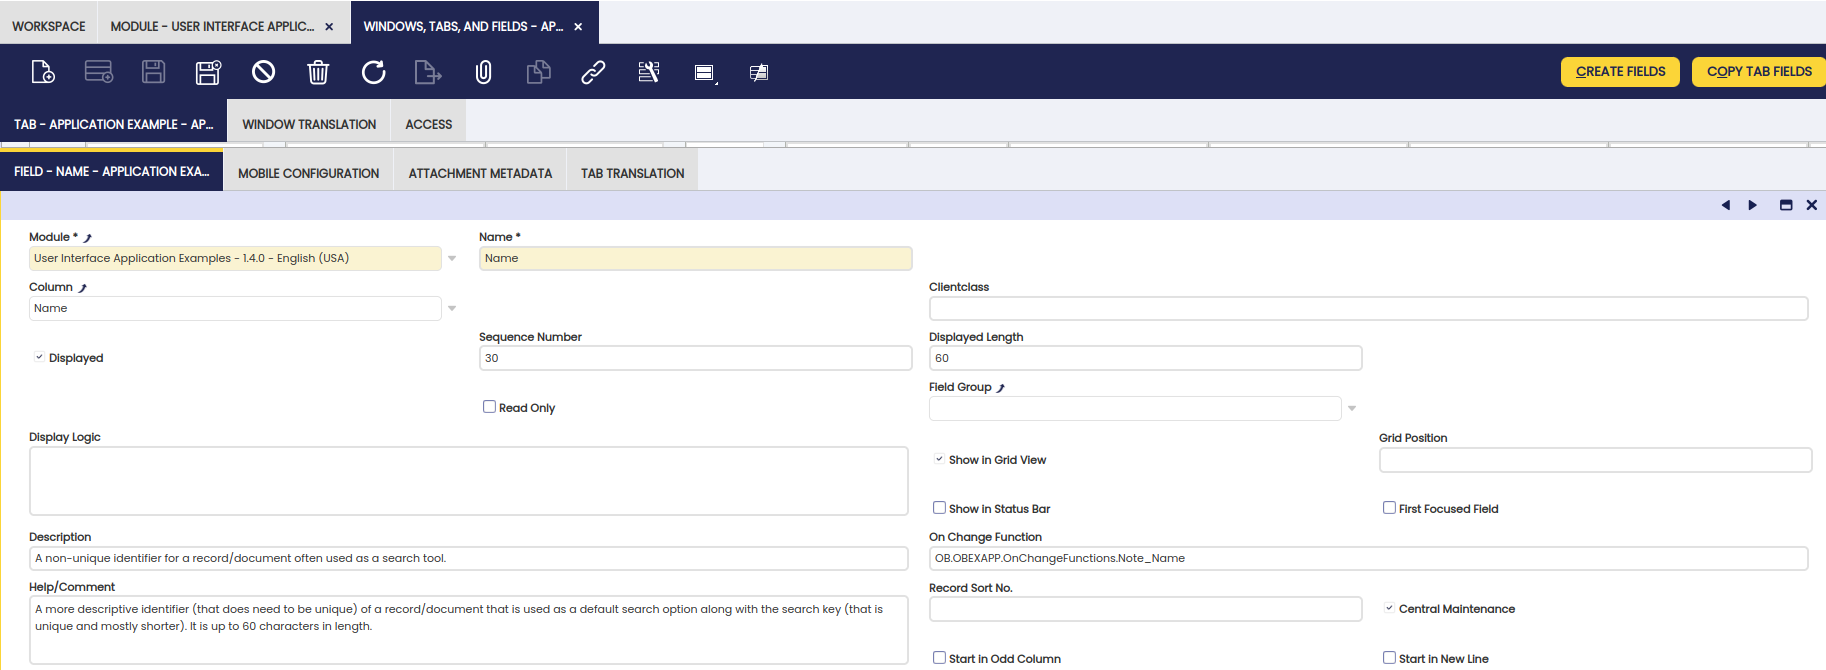 WORKSPACE
MODULE - USER INTERFACE APPLIC...
WINDOWS, TABS, AND FIELDS - AP...
CREATE FIELDS
COPY TAB FIELDS
TAB - APPLICATION EXAMPLE - AP...
WINDOW TRANSLATION
ACCESS
FIELD - NAME - APPLICATION EXA...
MOBILE CONFIGURATION
ATTACHMENT METADATA
TAB TRANSLATION
Module *
Name *
User Interface Application Examples - 1.4.0 - English (USA)
Name
Column
Clientclass
Name
Sequence Number
Displayed Length
Displayed
30
60
Field Group
Read Only
Display Logic
Grid Position
Show in Grid View
Show in Status Bar
First Focused Field
Description
On Change Function
A non-unique identifier for a record/document often used as a search tool.
OB.OBEXAPP.OnChangeFunctions.Note_Name
Help/Comment
Record Sort No.
A more descriptive identifier (that does need to be unique) of a record/document that is used as a default search option along with the search key (that is
unique and mostly shorter). It is up to 60 characters in length.
Central Maintenance
Start in Odd Column
Start in New Line